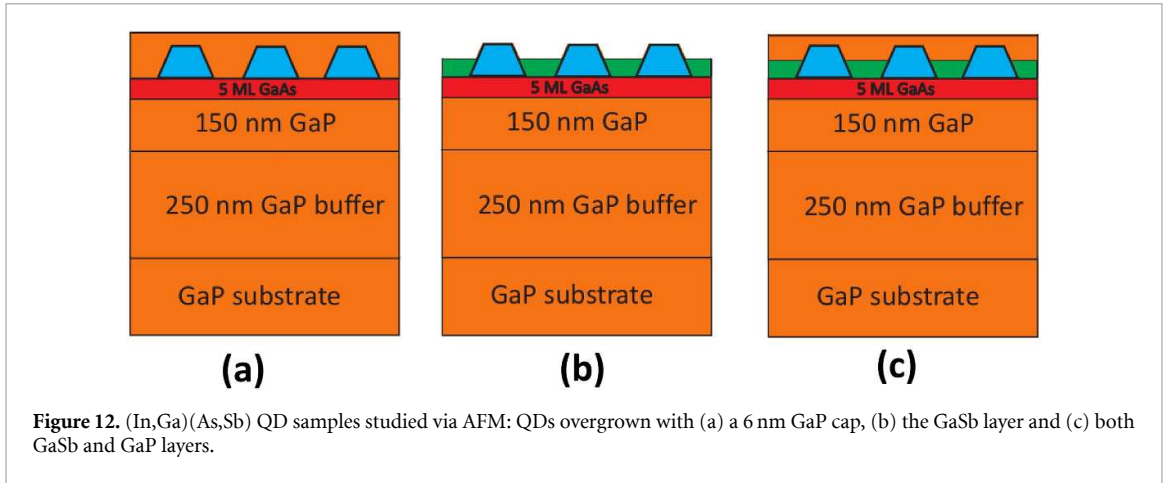 5 ML GaAs
150 nm GaP
250 nm GaP buffer
GaP substrate
(a)
5 ML GaAs
150 nm GaP
250 nm GaP buffer
GaP substrate
(b)
5 ML GaAs
150 nm GaP
250 nm GaP buffer
GaP substrate
(c)
Figure 12. (In,Ga)(As,Sb) QD samples studied via AFM: QDs overgrown with (a) a 6 nm GaP cap, (b) the GaSb layer and (c) both
GaSb and GaP layers.